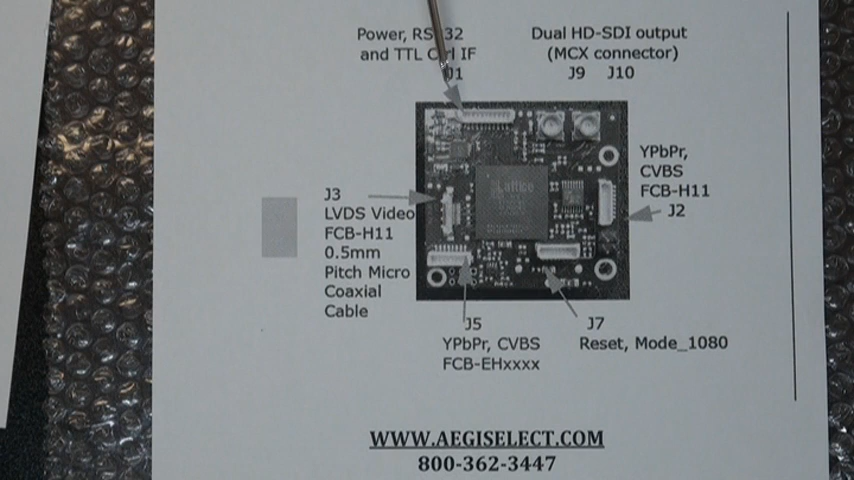 Power, RS 32
and TTL Ctrl IF
J1
Dual HD-SDI output
(MCX connector)
J9 J10
YPbPr,
CVBS
FCB-H11
J2
Lattice
J3
LVDS Video
FCB-H11
0.5mm
Pitch Micro
Coaxial
Cable
J5
YPbPr, CVBS
FCB-EHxxxx
J7
Reset, Mode_1080
WWW.AEGISELECT.COM
800-362-3447